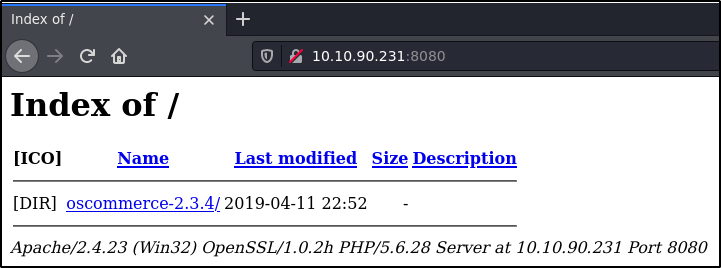 Index of /
10.10.90.231:8080
Index of /
[ICO] Name Last modified Size Description
[DIR] oscommerce-2.3.4/ 2019-04-11 22:52 -
Apache/2.4.23 (Win32) OpenSSL/1.0.2h PHP/5.6.28 Server at 10.10.90.231 Port 8080